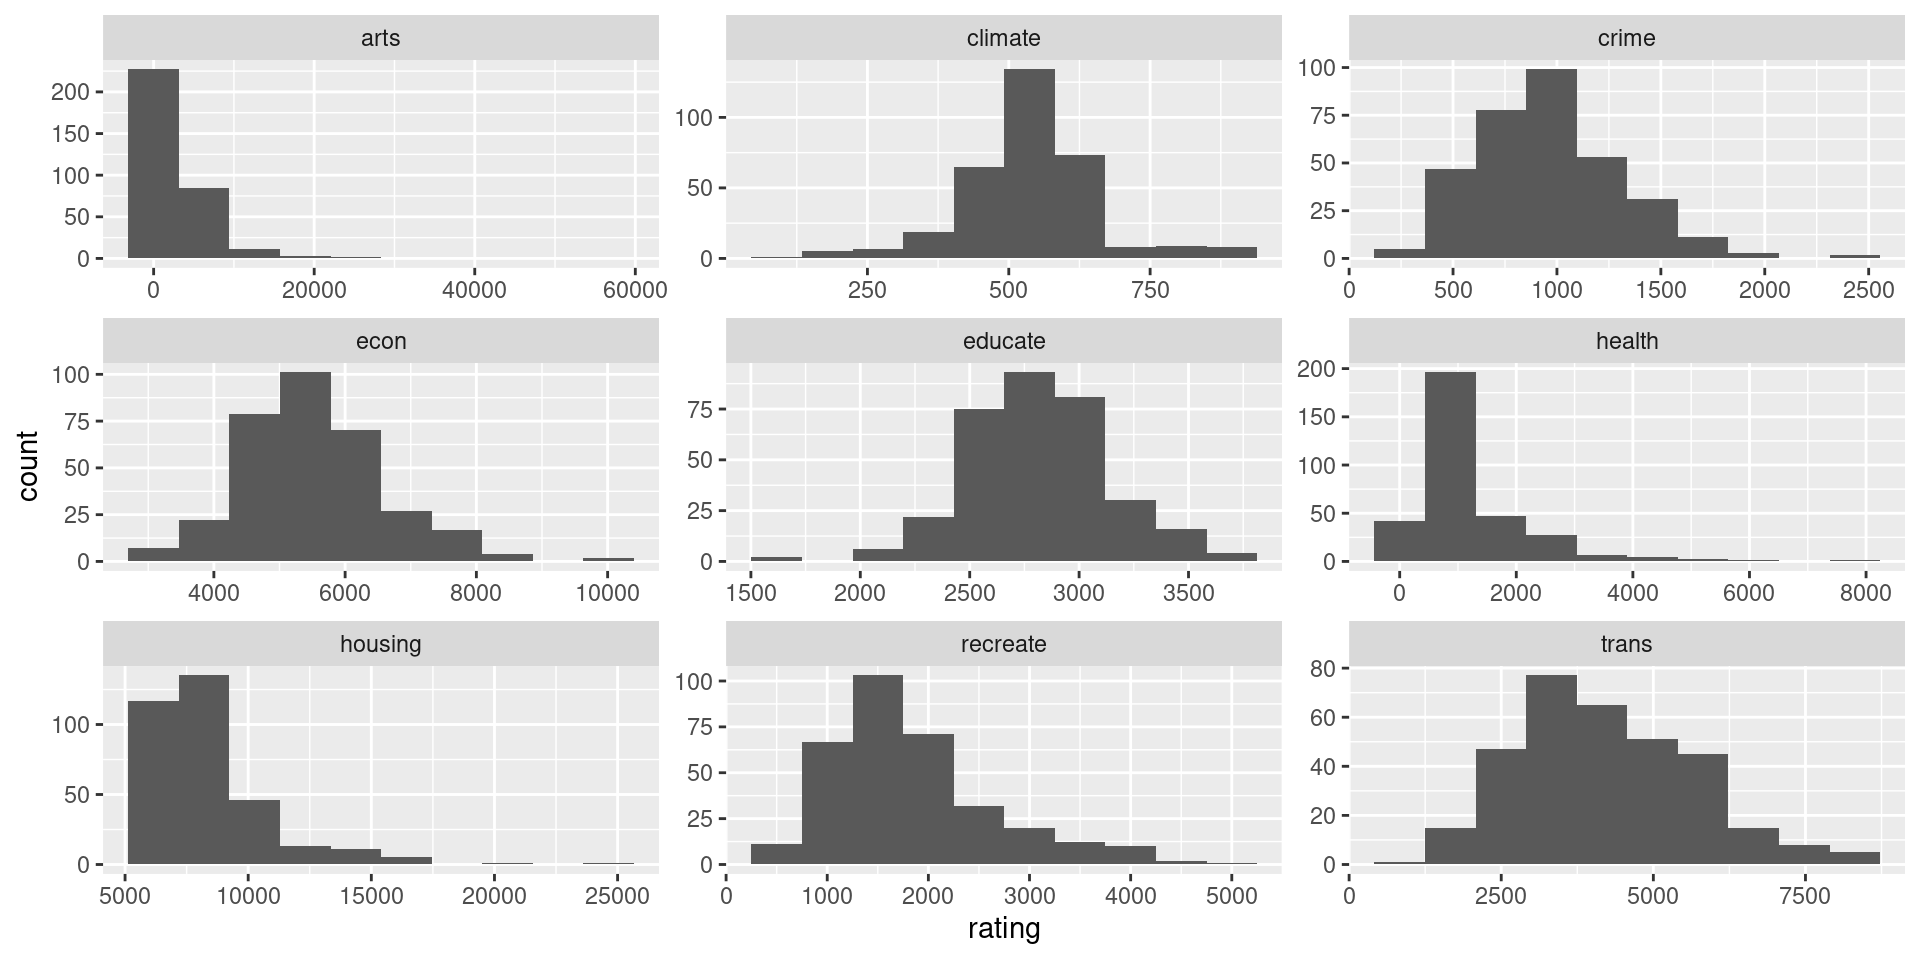 arts climate crime
200 150 100 50 0
100 50 0
100 75 50 25 0
0 20000 40000 60000
250 500 750
0 500 1000 1500 2000 2500
econ educate health
100 75 50 25 0
75 50 25 0
200 150 100 50 0
4000 6000 8000 10000
1500 2000 2500 3000 3500
0 2000 4000 6000 8000
housing recreate trans
100 50 0
100 75 50 25 0
80 60 40 20 0
5000 10000 15000 20000 25000
0 1000 2000 3000 4000 5000
0 2500 5000 7500
count
rating